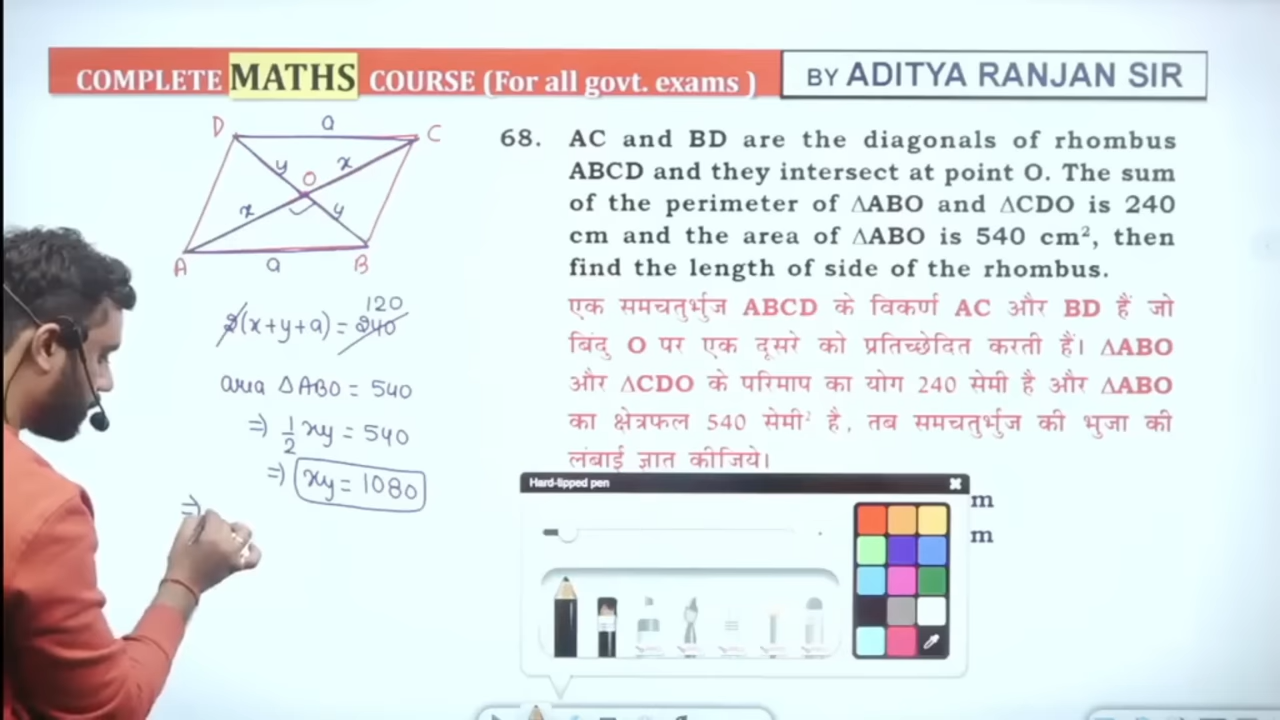 COMPLETE MATHS COURSE (For all govt. exams )
BY ADITYA RANJAN SIR
D a C
y x
O
x y
A a B
2(x+y+a) = 240
120
area △ABO = 540
⇒ 1/2 xy = 540
⇒ xy = 1080
⇒
68. AC and BD are the diagonals of rhombus
ABCD and they intersect at point O. The sum
of the perimeter of ΔABO and ΔCDO is 240
cm and the area of ΔABO is 540 cm², then
find the length of side of the rhombus.
एक समचतुर्भुज ABCD के विकर्ण AC और BD हैं जो
बिंदु O पर एक दूसरे को प्रतिच्छेदित करती हैं। ΔABO
और ΔCDO के परिमाप का योग 240 सेमी है और ΔABO
का क्षेत्रफल 540 सेमी² है, तब समचतुर्भुज की भुजा की
लंबाई ज्ञात कीजिये।
Hard-tipped pen
m
m